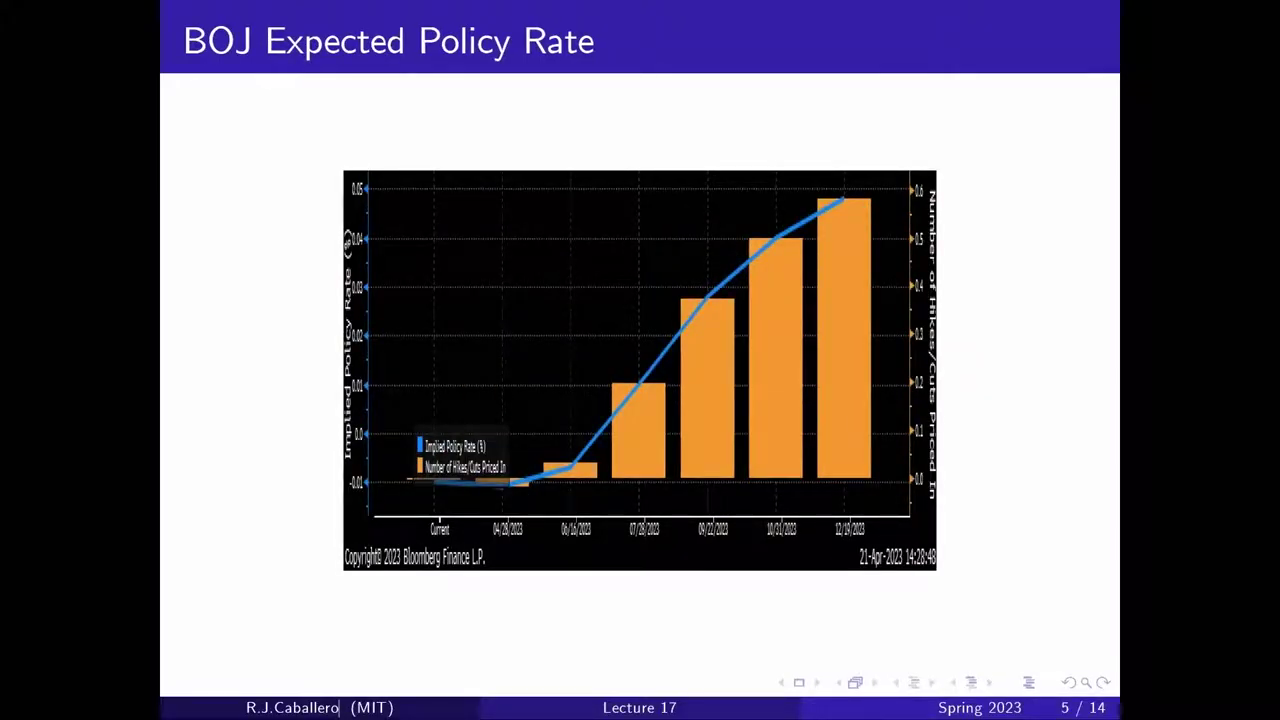 BOJ Expected Policy Rate
Implied Policy Rate (%)
0.05
0.04
0.03
0.02
0.01
0.0
-0.01
Implied Policy Rate (%)
Number of Hikes/Cuts Priced In
0.6
0.5
0.4
0.3
0.2
0.1
0.0
Number of Hikes/Cuts Priced In
Current 04/28/2023 06/16/2023 07/28/2023 09/22/2023 10/31/2023 12/19/2023
Copyright© 2023 Bloomberg Finance L.P. 21-Apr-2023 14:28:48
R.J.Caballero (MIT) Lecture 17 Spring 2023 5 / 14